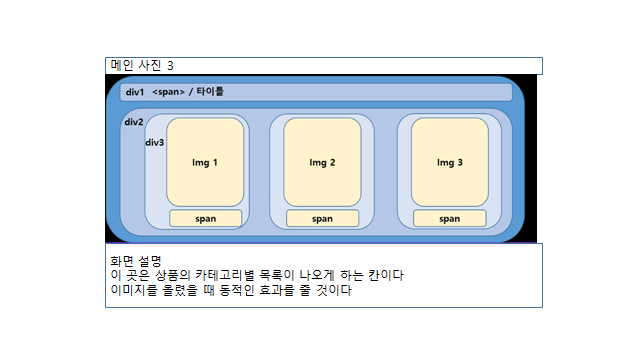 메인 사진 3
div1 <span> / 타이틀
div2
div3
Img 1
Img 2
Img 3
span
span
span
화면 설명
이 곳은 상품의 카테고리별 목록이 나오게 하는 칸이다
이미지를 올렸을 때 동적인 효과를 줄 것이다